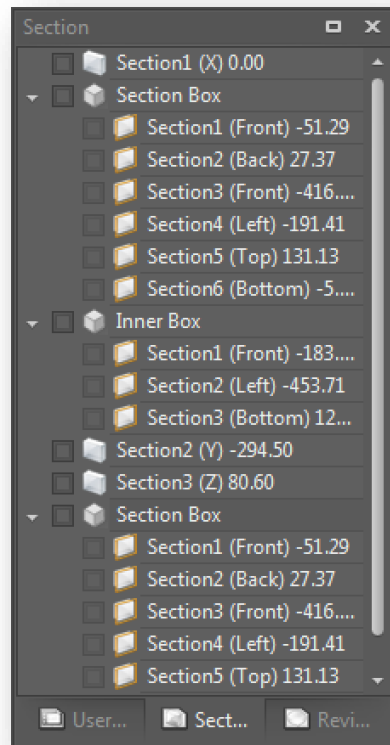 Section
Section1 (X) 0.00
Section Box
Section1 (Front) -51.29
Section2 (Back) 27.37
Section3 (Front) -416....
Section4 (Left) -191.41
Section5 (Top) 131.13
Section6 (Bottom) -5....
Inner Box
Section1 (Front) -183....
Section2 (Left) -453.71
Section3 (Bottom) 12...
Section2 (Y) -294.50
Section3 (Z) 80.60
Section Box
Section1 (Front) -51.29
Section2 (Back) 27.37
Section3 (Front) -416....
Section4 (Left) -191.41
Section5 (Top) 131.13
User... Sect... Revi...